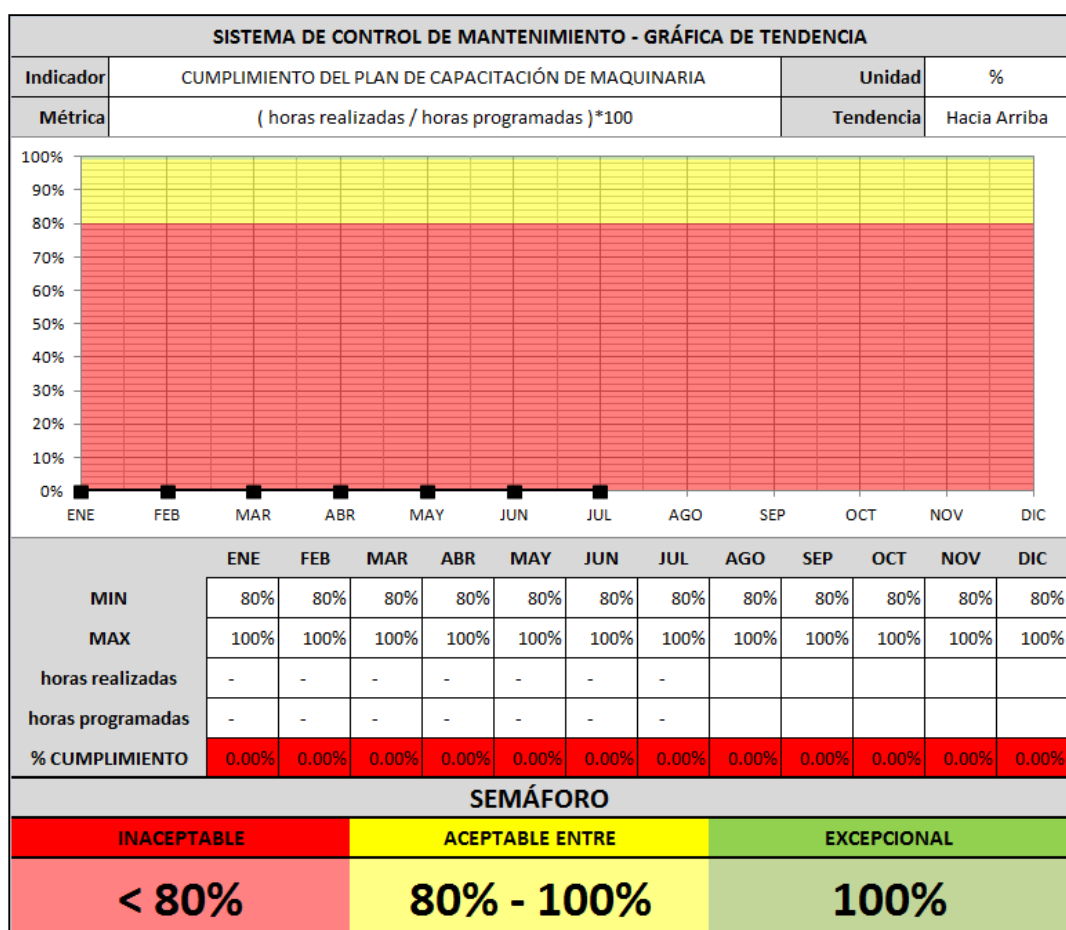 SISTEMA DE CONTROL DE MANTENIMIENTO - GRÁFICA DE TENDENCIA
Indicador CUMPLIMIENTO DEL PLAN DE CAPACITACIÓN DE MAQUINARIA Unidad %
Métrica ( horas realizadas / horas programadas )*100 Tendencia Hacia Arriba
100%
90%
80%
70%
60%
50%
40%
30%
20%
10%
0%
ENE FEB MAR ABR MAY JUN JUL AGO SEP OCT NOV DIC
ENE FEB MAR ABR MAY JUN JUL AGO SEP OCT NOV DIC
MIN 80% 80% 80% 80% 80% 80% 80% 80% 80% 80% 80% 80%
MAX 100% 100% 100% 100% 100% 100% 100% 100% 100% 100% 100% 100%
horas realizadas - - - - - - -
horas programadas - - - - - - -
% CUMPLIMIENTO 0.00% 0.00% 0.00% 0.00% 0.00% 0.00% 0.00% 0.00% 0.00% 0.00% 0.00% 0.00%
SEMÁFORO
INACEPTABLE ACEPTABLE ENTRE EXCEPCIONAL
< 80% 80% - 100% 100%